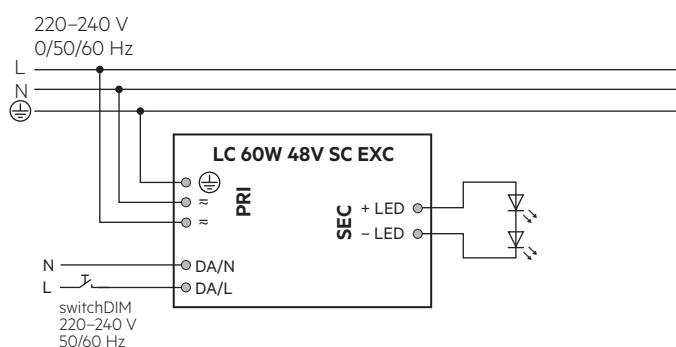 220–240 V
0/50/60 Hz
L
N
LC 60W 48V SC EXC
PRI
≂
≂
SEC
+ LED
– LED
N
DA/N
L
DA/L
switchDIM
220–240 V
50/60 Hz